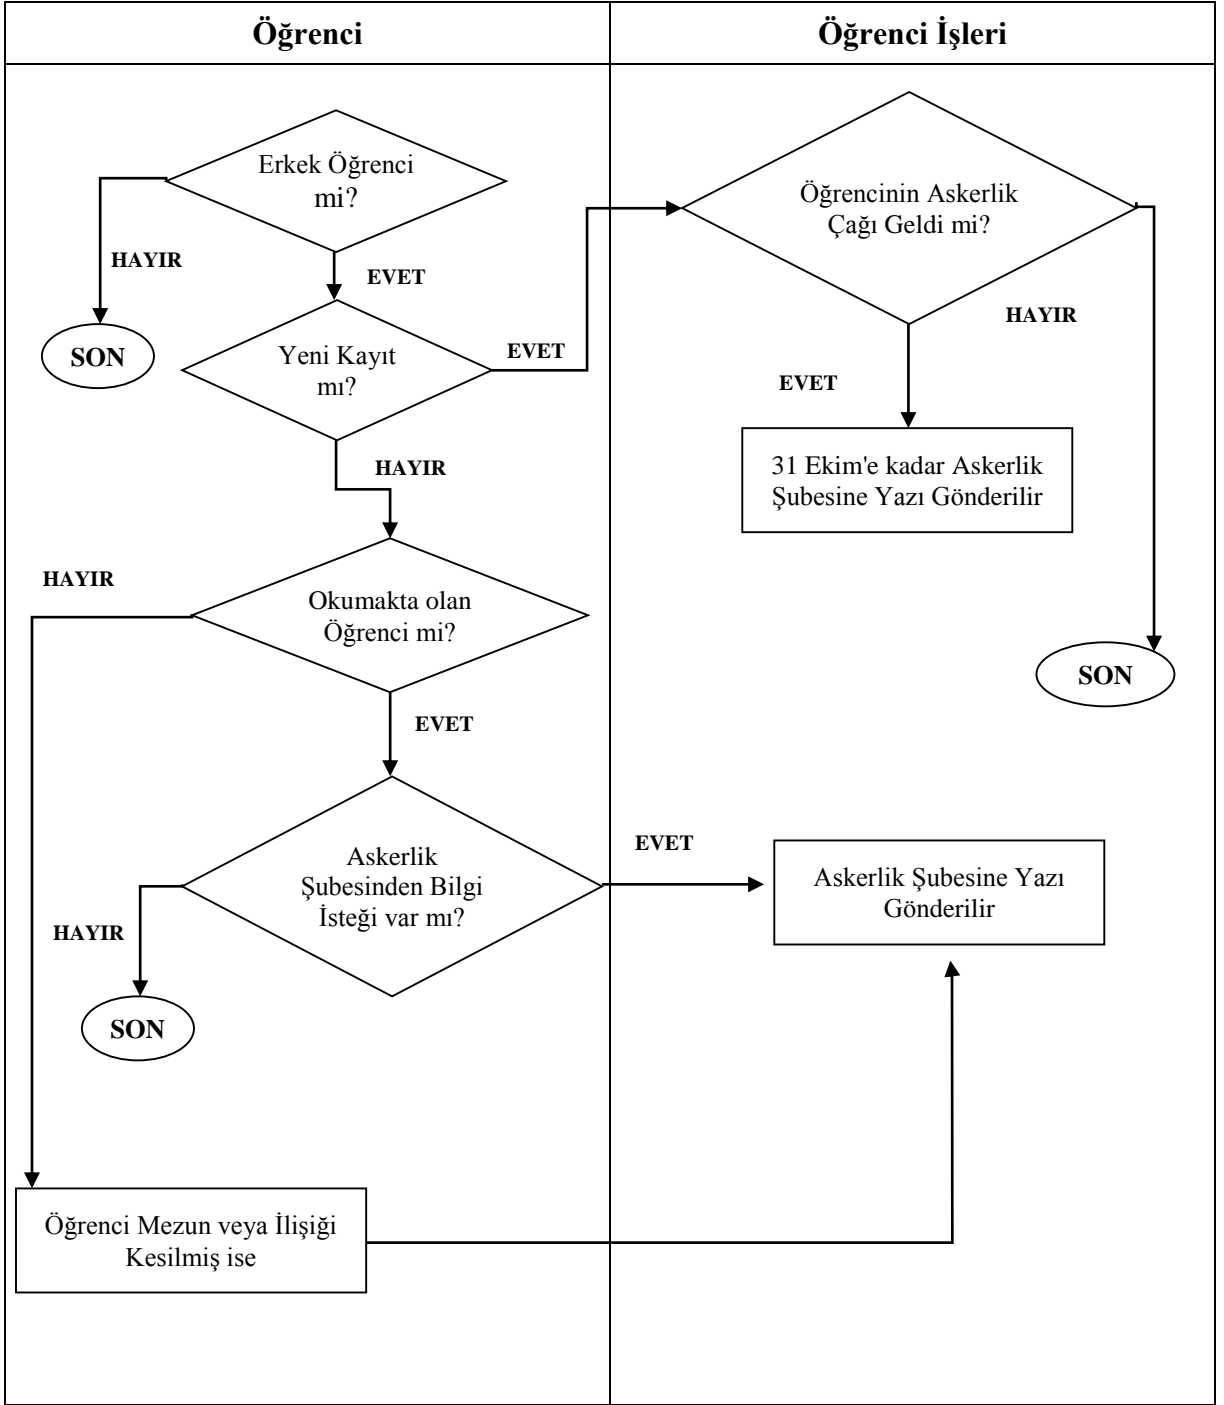 Öğrenci
Öğrenci İşleri
Erkek Öğrenci
mi?
HAYIR
EVET
SON
Yeni Kayıt
mı?
EVET
HAYIR
Öğrencinin Askerlik
Çağı Geldi mi?
HAYIR
EVET
31 Ekim'e kadar Askerlik
Şubesine Yazı Gönderilir
SON
HAYIR
Okumakta olan
Öğrenci mi?
EVET
Askerlik
Şubesinden Bilgi
İsteği var mı?
EVET
HAYIR
SON
Askerlik Şubesine Yazı
Gönderilir
Öğrenci Mezun veya İlişiği
Kesilmiş ise